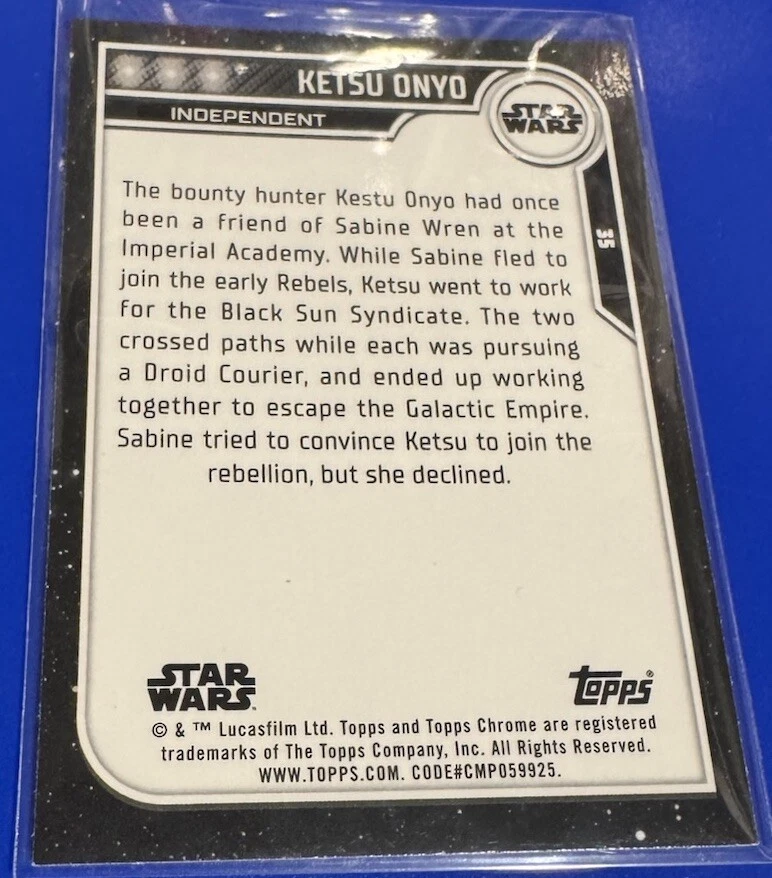 KETSU ONYO
INDEPENDENT
STAR
WARS
35
The bounty hunter Kestu Onyo had once
been a friend of Sabine Wren at the
Imperial Academy. While Sabine fled to
join the early Rebels, Ketsu went to work
for the Black Sun Syndicate. The two
crossed paths while each was pursuing
a Droid Courier, and ended up working
together to escape the Galactic Empire.
Sabine tried to convince Ketsu to join the
rebellion, but she declined.
STAR
WARS
topps®
© & ™ Lucasfilm Ltd. Topps and Topps Chrome are registered
trademarks of The Topps Company, Inc. All Rights Reserved.
WWW.TOPPS.COM. CODE#CMP059925.